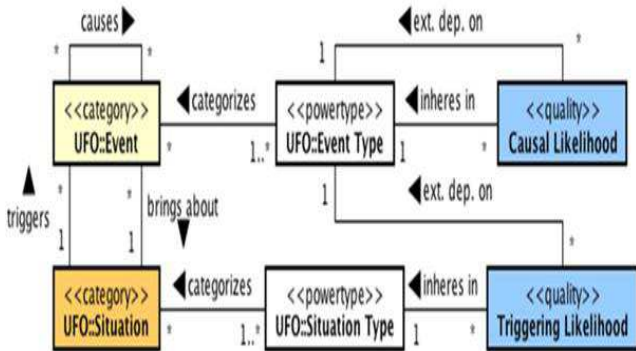 causes
ext. dep. on
* * 1 *
<<category>>
UFO::Event
categorizes
<<powertype>>
UFO::Event Type
inheres in
<<quality>>
Causal Likelihood
* 1..* 1 *
* * 1
ext. dep. on
triggers
brings about
1 1 *
<<category>>
UFO::Situation
categorizes
<<powertype>>
UFO::Situation Type
inheres in
<<quality>>
Triggering Likelihood
* 1..* 1 *